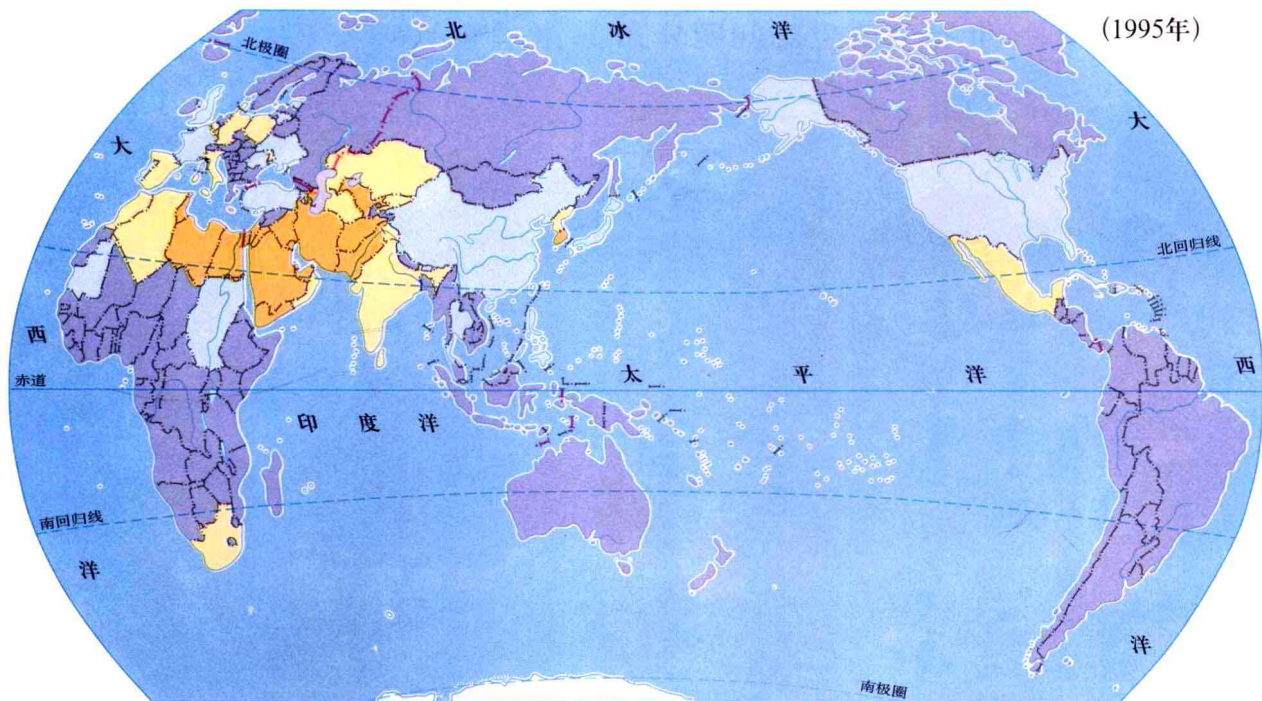 (1995年)
北冰洋
北极圈
大
大
北回归线
西
西
赤道
太平洋
印度洋
南回归线
洋
洋
南极圈